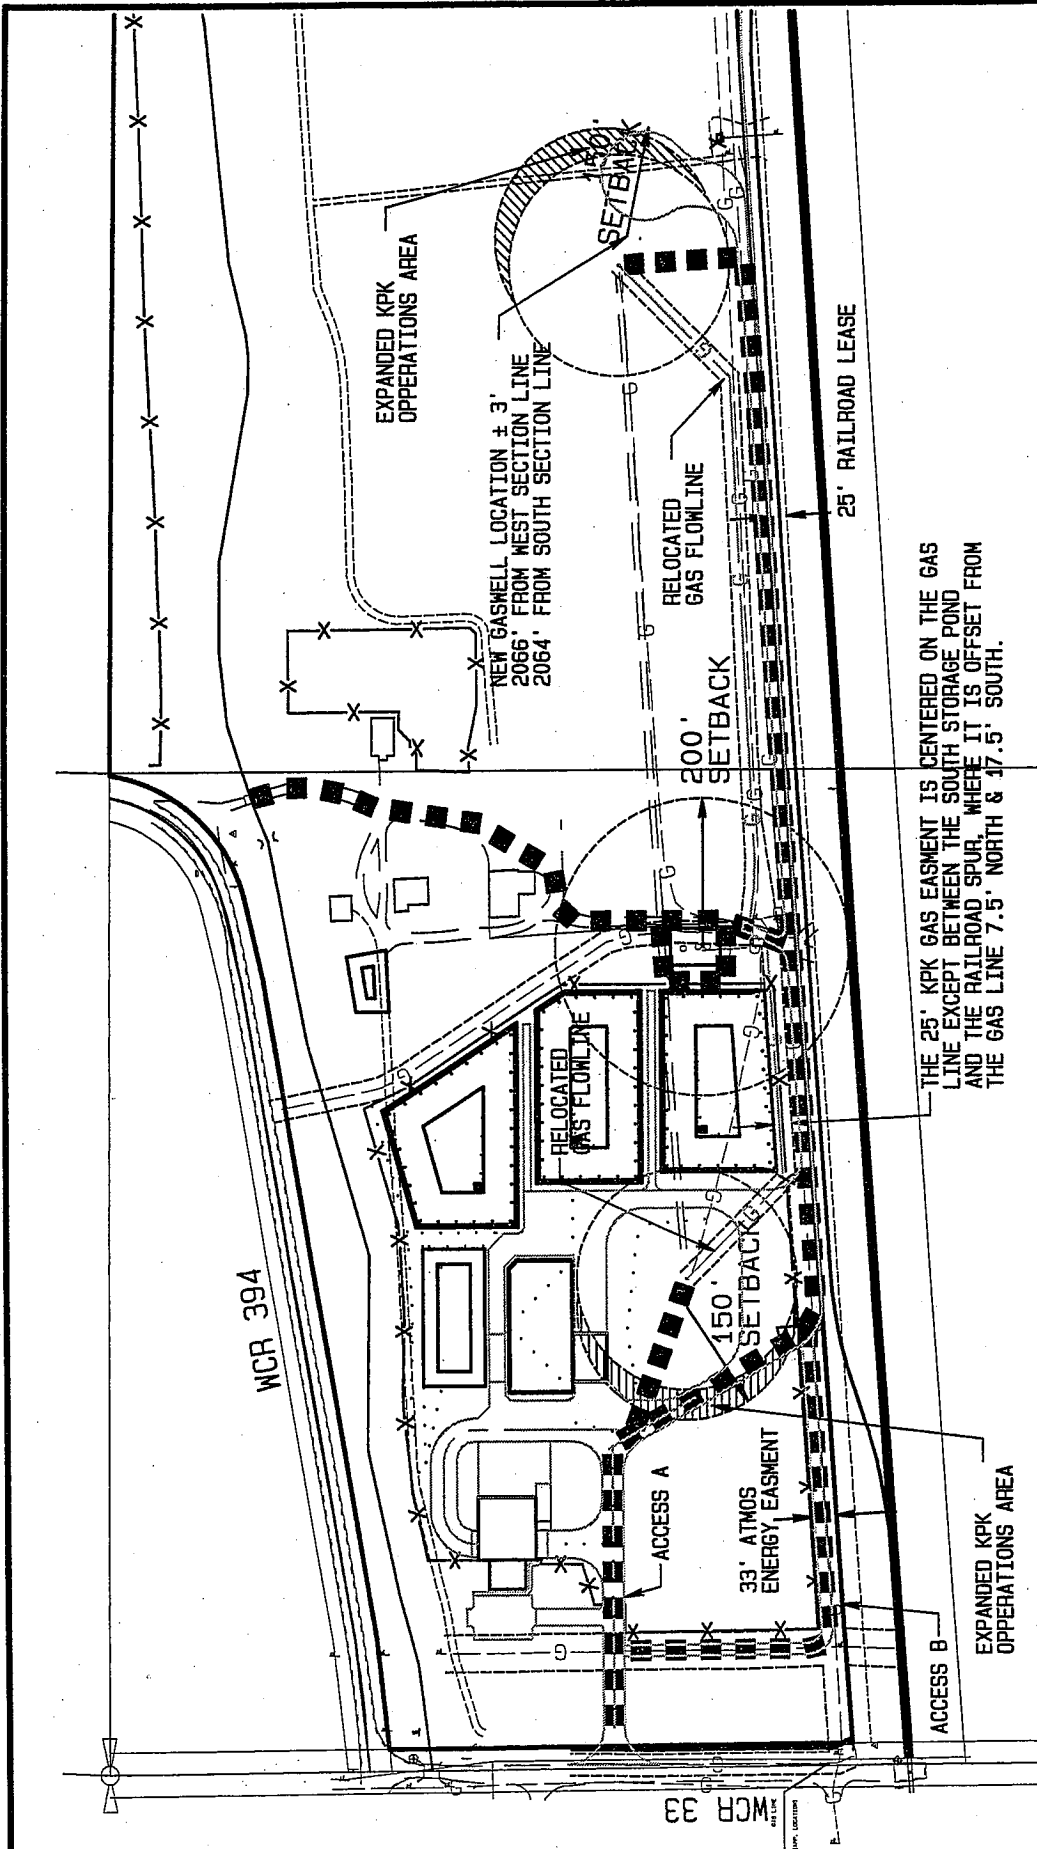 EXPANDED KPK
OPPERATIONS AREA
140'
SETBACK
NEW GASWELL LOCATION ± 3'
2066' FROM WEST SECTION LINE
2064' FROM SOUTH SECTION LINE
RELOCATED
GAS FLOWLINE
25' RAILROAD LEASE
200'
SETBACK
THE 25' KPK GAS EASMENT IS CENTERED ON THE GAS
LINE EXCEPT BETWEEN THE SOUTH STORAGE POND
AND THE RAILROAD SPUR, WHERE IT IS OFFSET FROM
THE GAS LINE 7.5' NORTH & 17.5' SOUTH.
RELOCATED
GAS FLOWLINE
WCR 394
150'
SETBACK
ACCESS A
33' ATMOS
ENERGY EASMENT
EXPANDED KPK
OPPERATIONS AREA
ACCESS B
WCR 33
GAS LINE